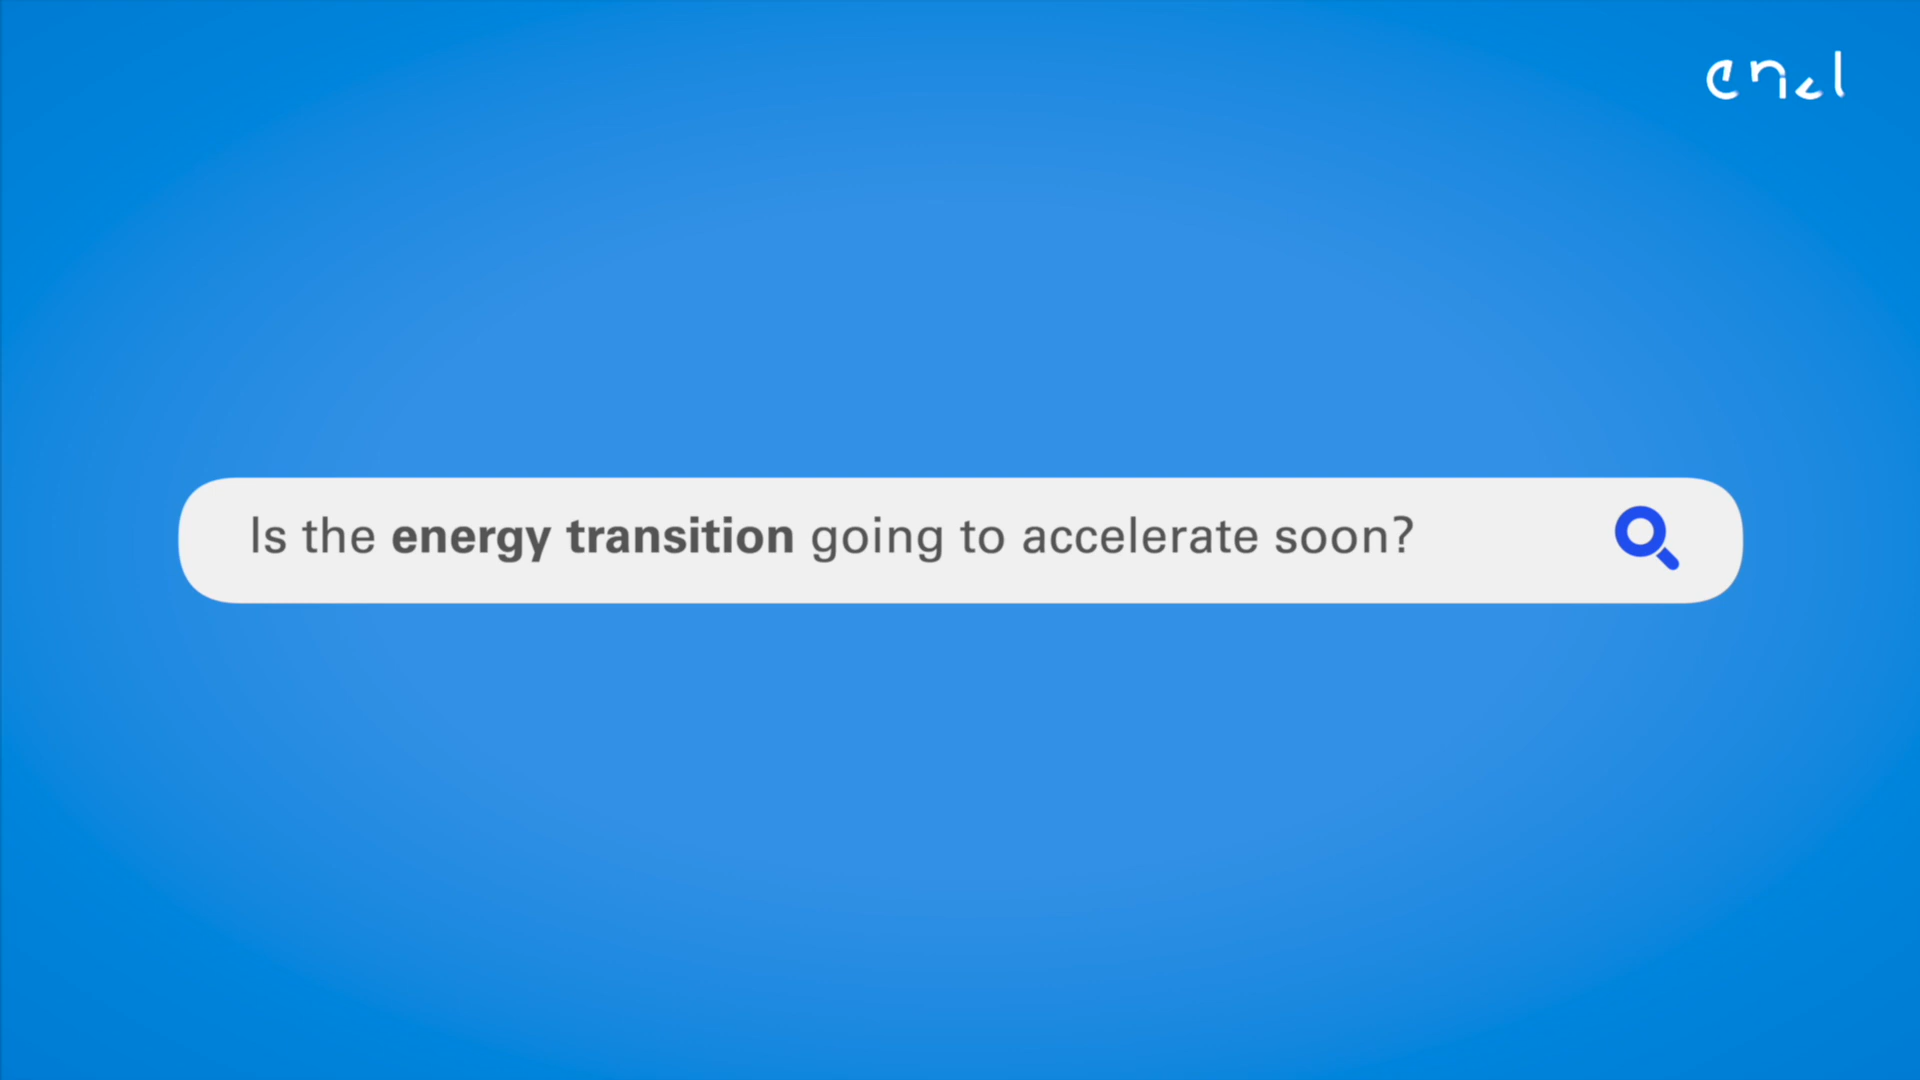 enel
Is the energy transition going to accelerate soon?